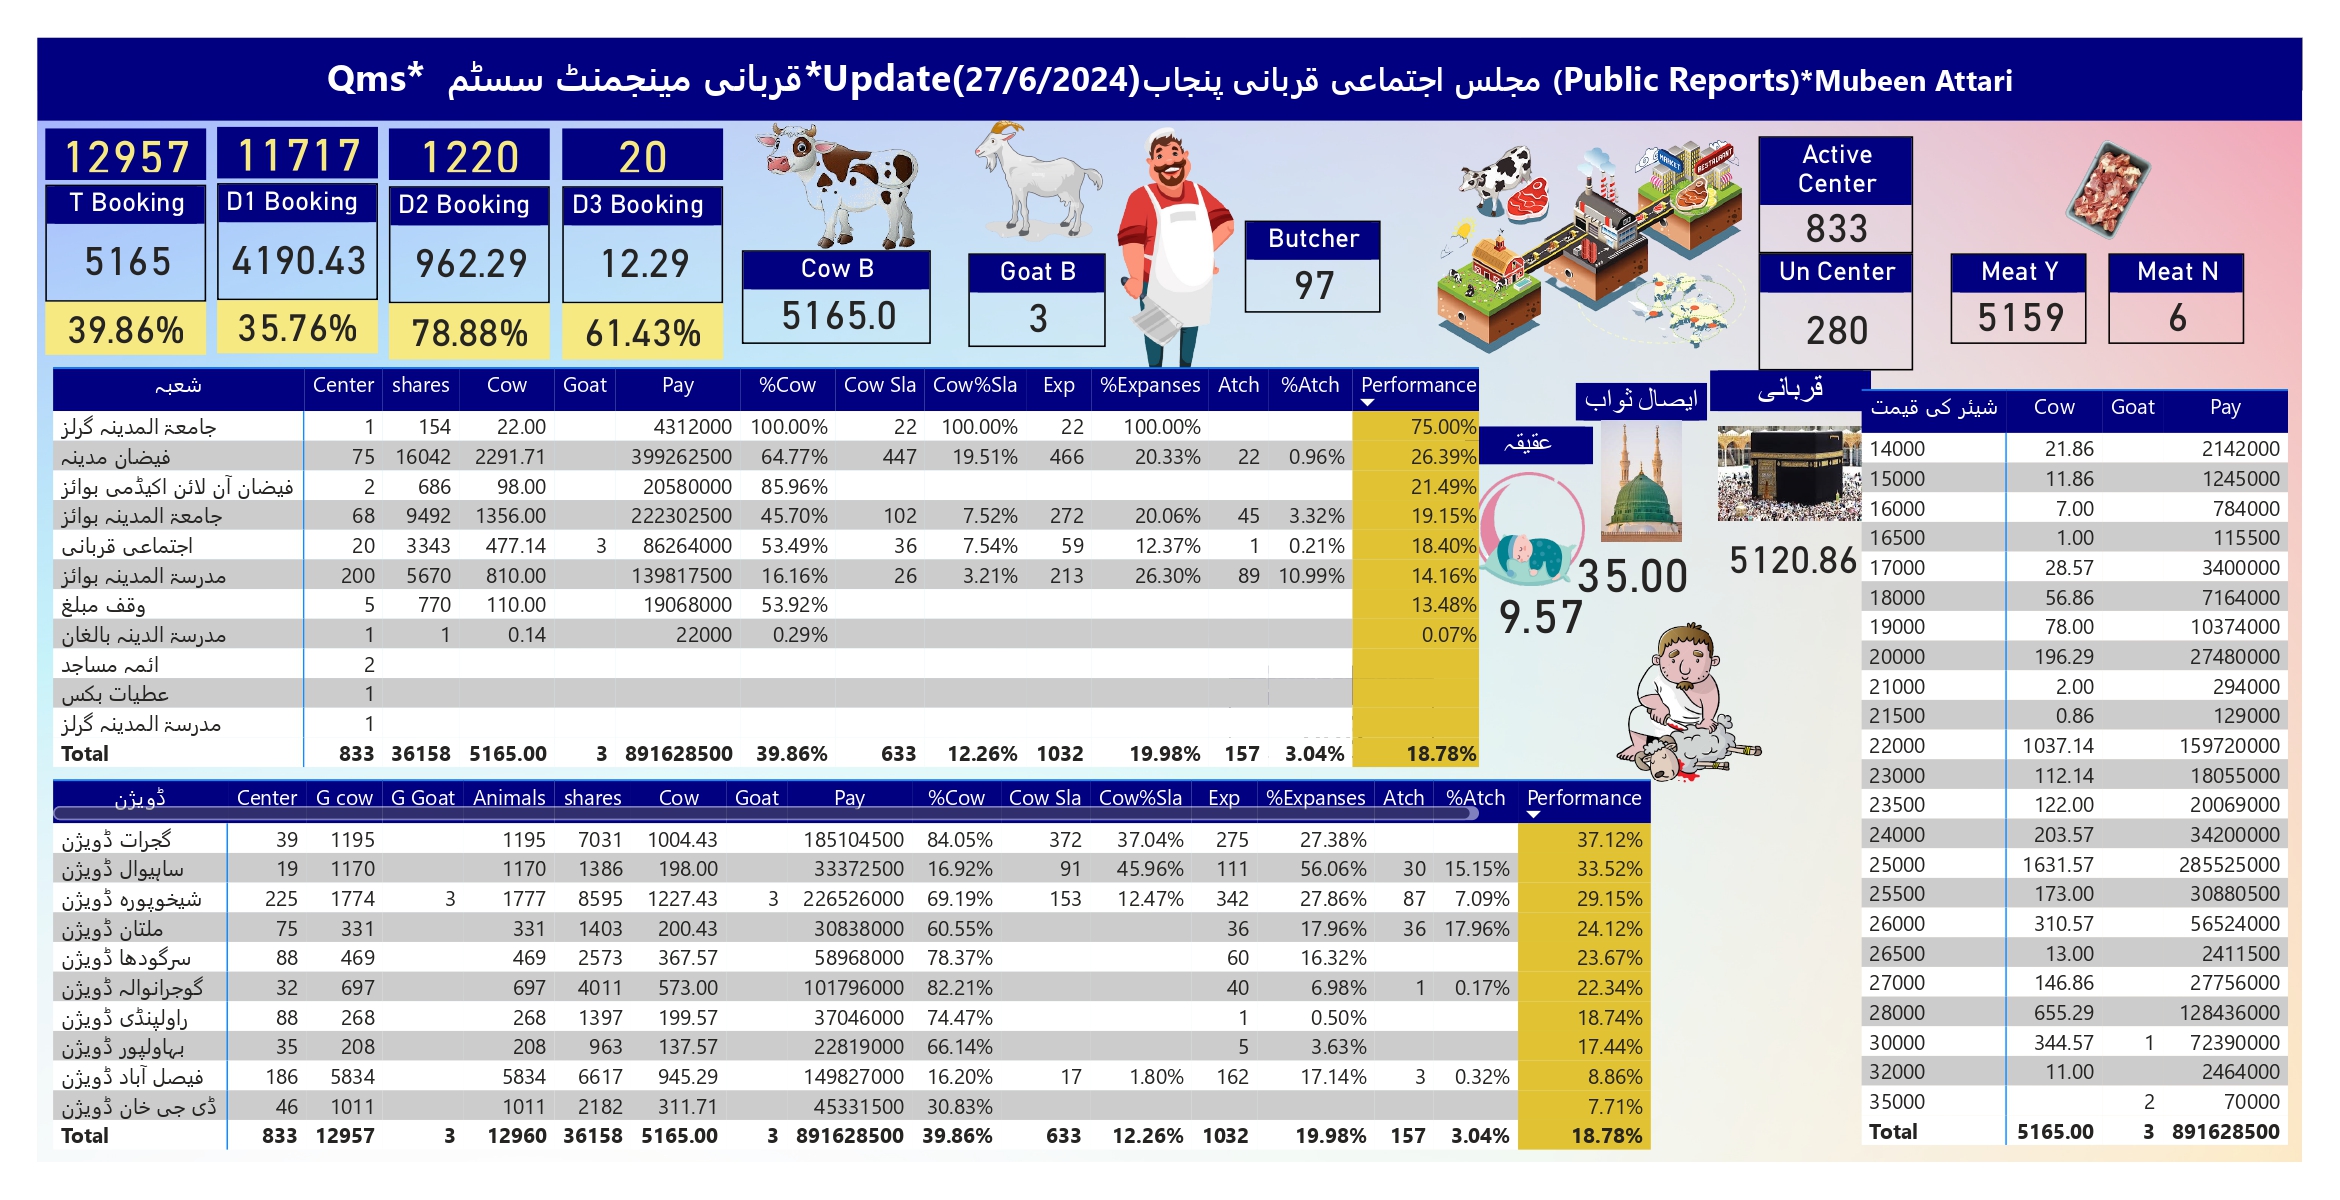 Qms* قربانی مینجمنٹ سسٹم*Update(27/6/2024)مجلس اجتماعی قربانی پنجاب (Public Reports)*Mubeen Attari
12957
T Booking
5165
39.86%
11717
D1 Booking
4190.43
35.76%
1220
D2 Booking
962.29
78.88%
20
D3 Booking
12.29
61.43%
Cow B
5165.0
Goat B
3
Butcher
97
MARKET
RESTAURANT
Active Center
833
Un Center
280
Meat Y
5159
Meat N
6
شعبہ Center shares Cow Goat Pay %Cow Cow Sla Cow%Sla Exp %Expanses Atch %Atch Performance
جامعۃ المدینہ گرلز 1 154 22.00 4312000 100.00% 22 100.00% 22 100.00% 75.00%
فیضان مدینہ 75 16042 2291.71 399262500 64.77% 447 19.51% 466 20.33% 22 0.96% 26.39%
فیضان آن لائن اکیڈمی بوائز 2 686 98.00 20580000 85.96% 21.49%
جامعۃ المدینہ بوائز 68 9492 1356.00 222302500 45.70% 102 7.52% 272 20.06% 45 3.32% 19.15%
اجتماعی قربانی 20 3343 477.14 3 86264000 53.49% 36 7.54% 59 12.37% 1 0.21% 18.40%
مدرسۃ المدینہ بوائز 200 5670 810.00 139817500 16.16% 26 3.21% 213 26.30% 89 10.99% 14.16%
وقف مبلغ 5 770 110.00 19068000 53.92% 13.48%
مدرسۃ الدینہ بالغان 1 1 0.14 22000 0.29% 0.07%
ائمہ مساجد 2
عطیات بکس 1
مدرسۃ المدینہ گرلز 1
Total 833 36158 5165.00 3 891628500 39.86% 633 12.26% 1032 19.98% 157 3.04% 18.78%
عقیقہ
9.57
ایصال ثواب
35.00
قربانی
5120.86
شیئر کی قیمت Cow Goat Pay
14000 21.86 2142000
15000 11.86 1245000
16000 7.00 784000
16500 1.00 115500
17000 28.57 3400000
18000 56.86 7164000
19000 78.00 10374000
20000 196.29 27480000
21000 2.00 294000
21500 0.86 129000
22000 1037.14 159720000
23000 112.14 18055000
23500 122.00 20069000
24000 203.57 34200000
25000 1631.57 285525000
25500 173.00 30880500
26000 310.57 56524000
26500 13.00 2411500
27000 146.86 27756000
28000 655.29 128436000
30000 344.57 1 72390000
32000 11.00 2464000
35000 2 70000
Total 5165.00 3 891628500
ڈویژن Center G cow G Goat Animals shares Cow Goat Pay %Cow Cow Sla Cow%Sla Exp %Expanses Atch %Atch Performance
گجرات ڈویژن 39 1195 1195 7031 1004.43 185104500 84.05% 372 37.04% 275 27.38% 37.12%
ساہیوال ڈویژن 19 1170 1170 1386 198.00 33372500 16.92% 91 45.96% 111 56.06% 30 15.15% 33.52%
شیخوپورہ ڈویژن 225 1774 3 1777 8595 1227.43 3 226526000 69.19% 153 12.47% 342 27.86% 87 7.09% 29.15%
ملتان ڈویژن 75 331 331 1403 200.43 30838000 60.55% 36 17.96% 36 17.96% 24.12%
سرگودھا ڈویژن 88 469 469 2573 367.57 58968000 78.37% 60 16.32% 23.67%
گوجرانوالہ ڈویژن 32 697 697 4011 573.00 101796000 82.21% 40 6.98% 1 0.17% 22.34%
راولپنڈی ڈویژن 88 268 268 1397 199.57 37046000 74.47% 1 0.50% 18.74%
بہاولپور ڈویژن 35 208 208 963 137.57 22819000 66.14% 5 3.63% 17.44%
فیصل آباد ڈویژن 186 5834 5834 6617 945.29 149827000 16.20% 17 1.80% 162 17.14% 3 0.32% 8.86%
ڈی جی خان ڈویژن 46 1011 1011 2182 311.71 45331500 30.83% 7.71%
Total 833 12957 3 12960 36158 5165.00 3 891628500 39.86% 633 12.26% 1032 19.98% 157 3.04% 18.78%